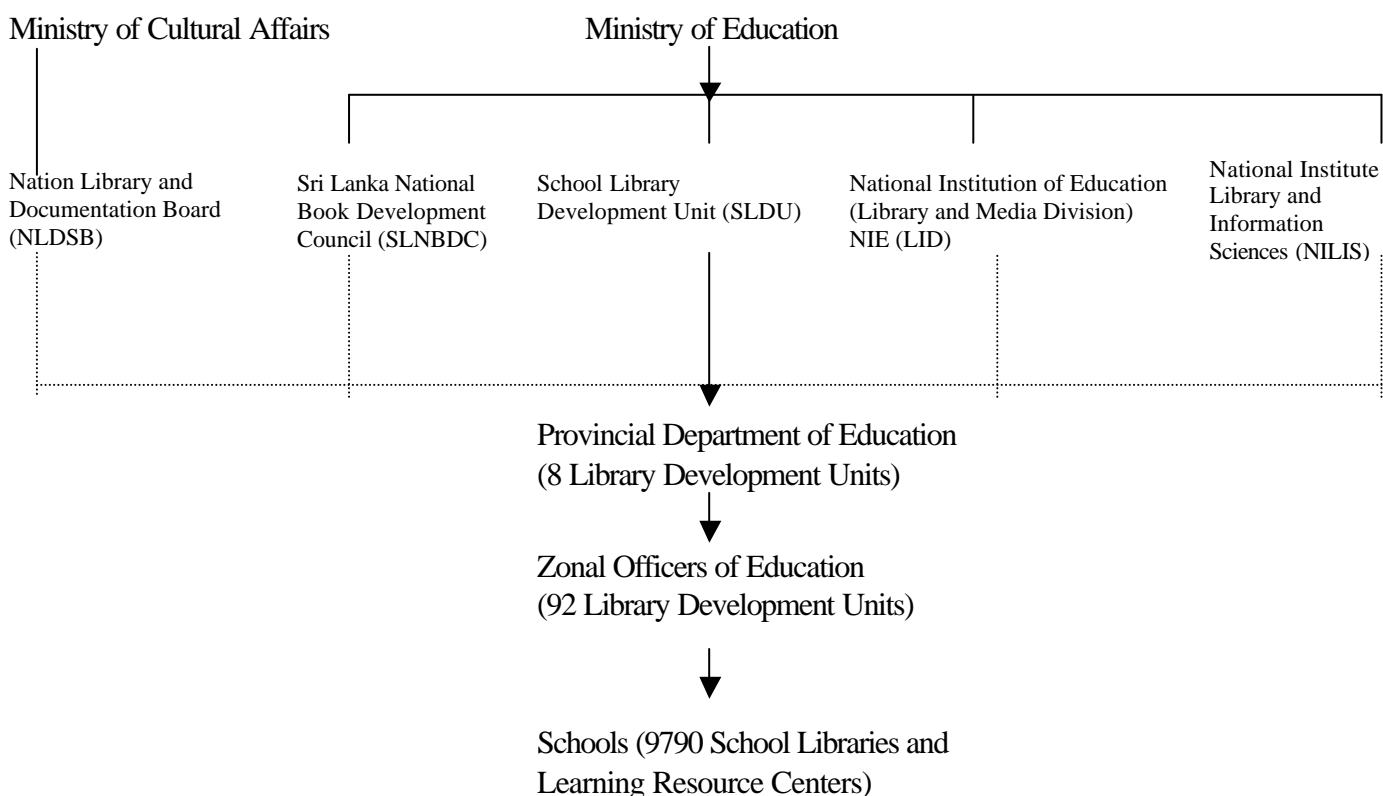 Ministry of Cultural Affairs
Ministry of Education
Nation Library and
Documentation Board
(NLDSB)
Sri Lanka National
Book Development
Council (SLNBDC)
School Library
Development Unit (SLDU)
National Institution of Education
(Library and Media Division)
NIE (LID)
National Institute
Library and
Information
Sciences (NILIS)
Provincial Department of Education
(8 Library Development Units)
Zonal Officers of Education
(92 Library Development Units)
Schools (9790 School Libraries and
Learning Resource Centers)